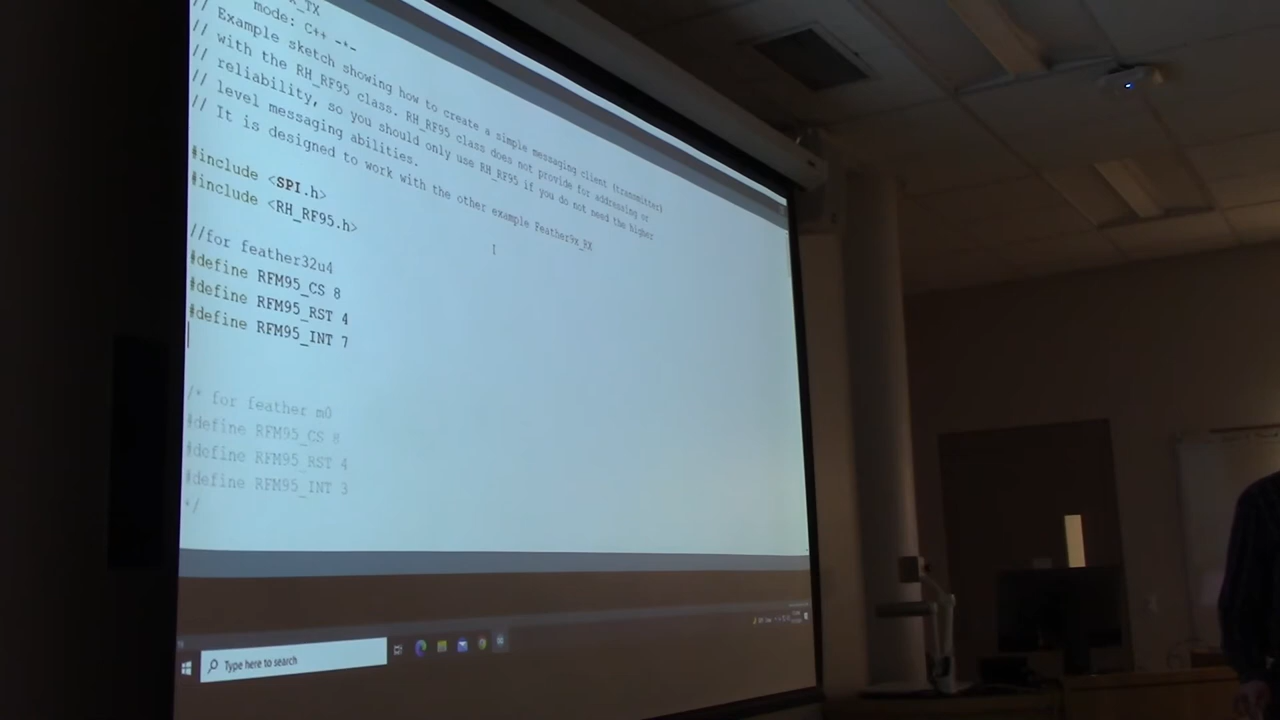 // mode: C++ -*-
// Example sketch showing how to create a simple messaging client (transmitter)
// with the RH_RF95 class. RH_RF95 class does not provide for addressing or
// reliability, so you should only use RH_RF95 if you do not need the higher
// level messaging abilities.
// It is designed to work with the other example Feather9x_RX
#include <SPI.h>
#include <RH_RF95.h>
//for feather32u4
#define RFM95_CS 8
#define RFM95_RST 4
#define RFM95_INT 7
/* for feather m0
#define RFM95_CS 8
#define RFM95_RST 4
#define RFM95_INT 3
*/
Type here to search